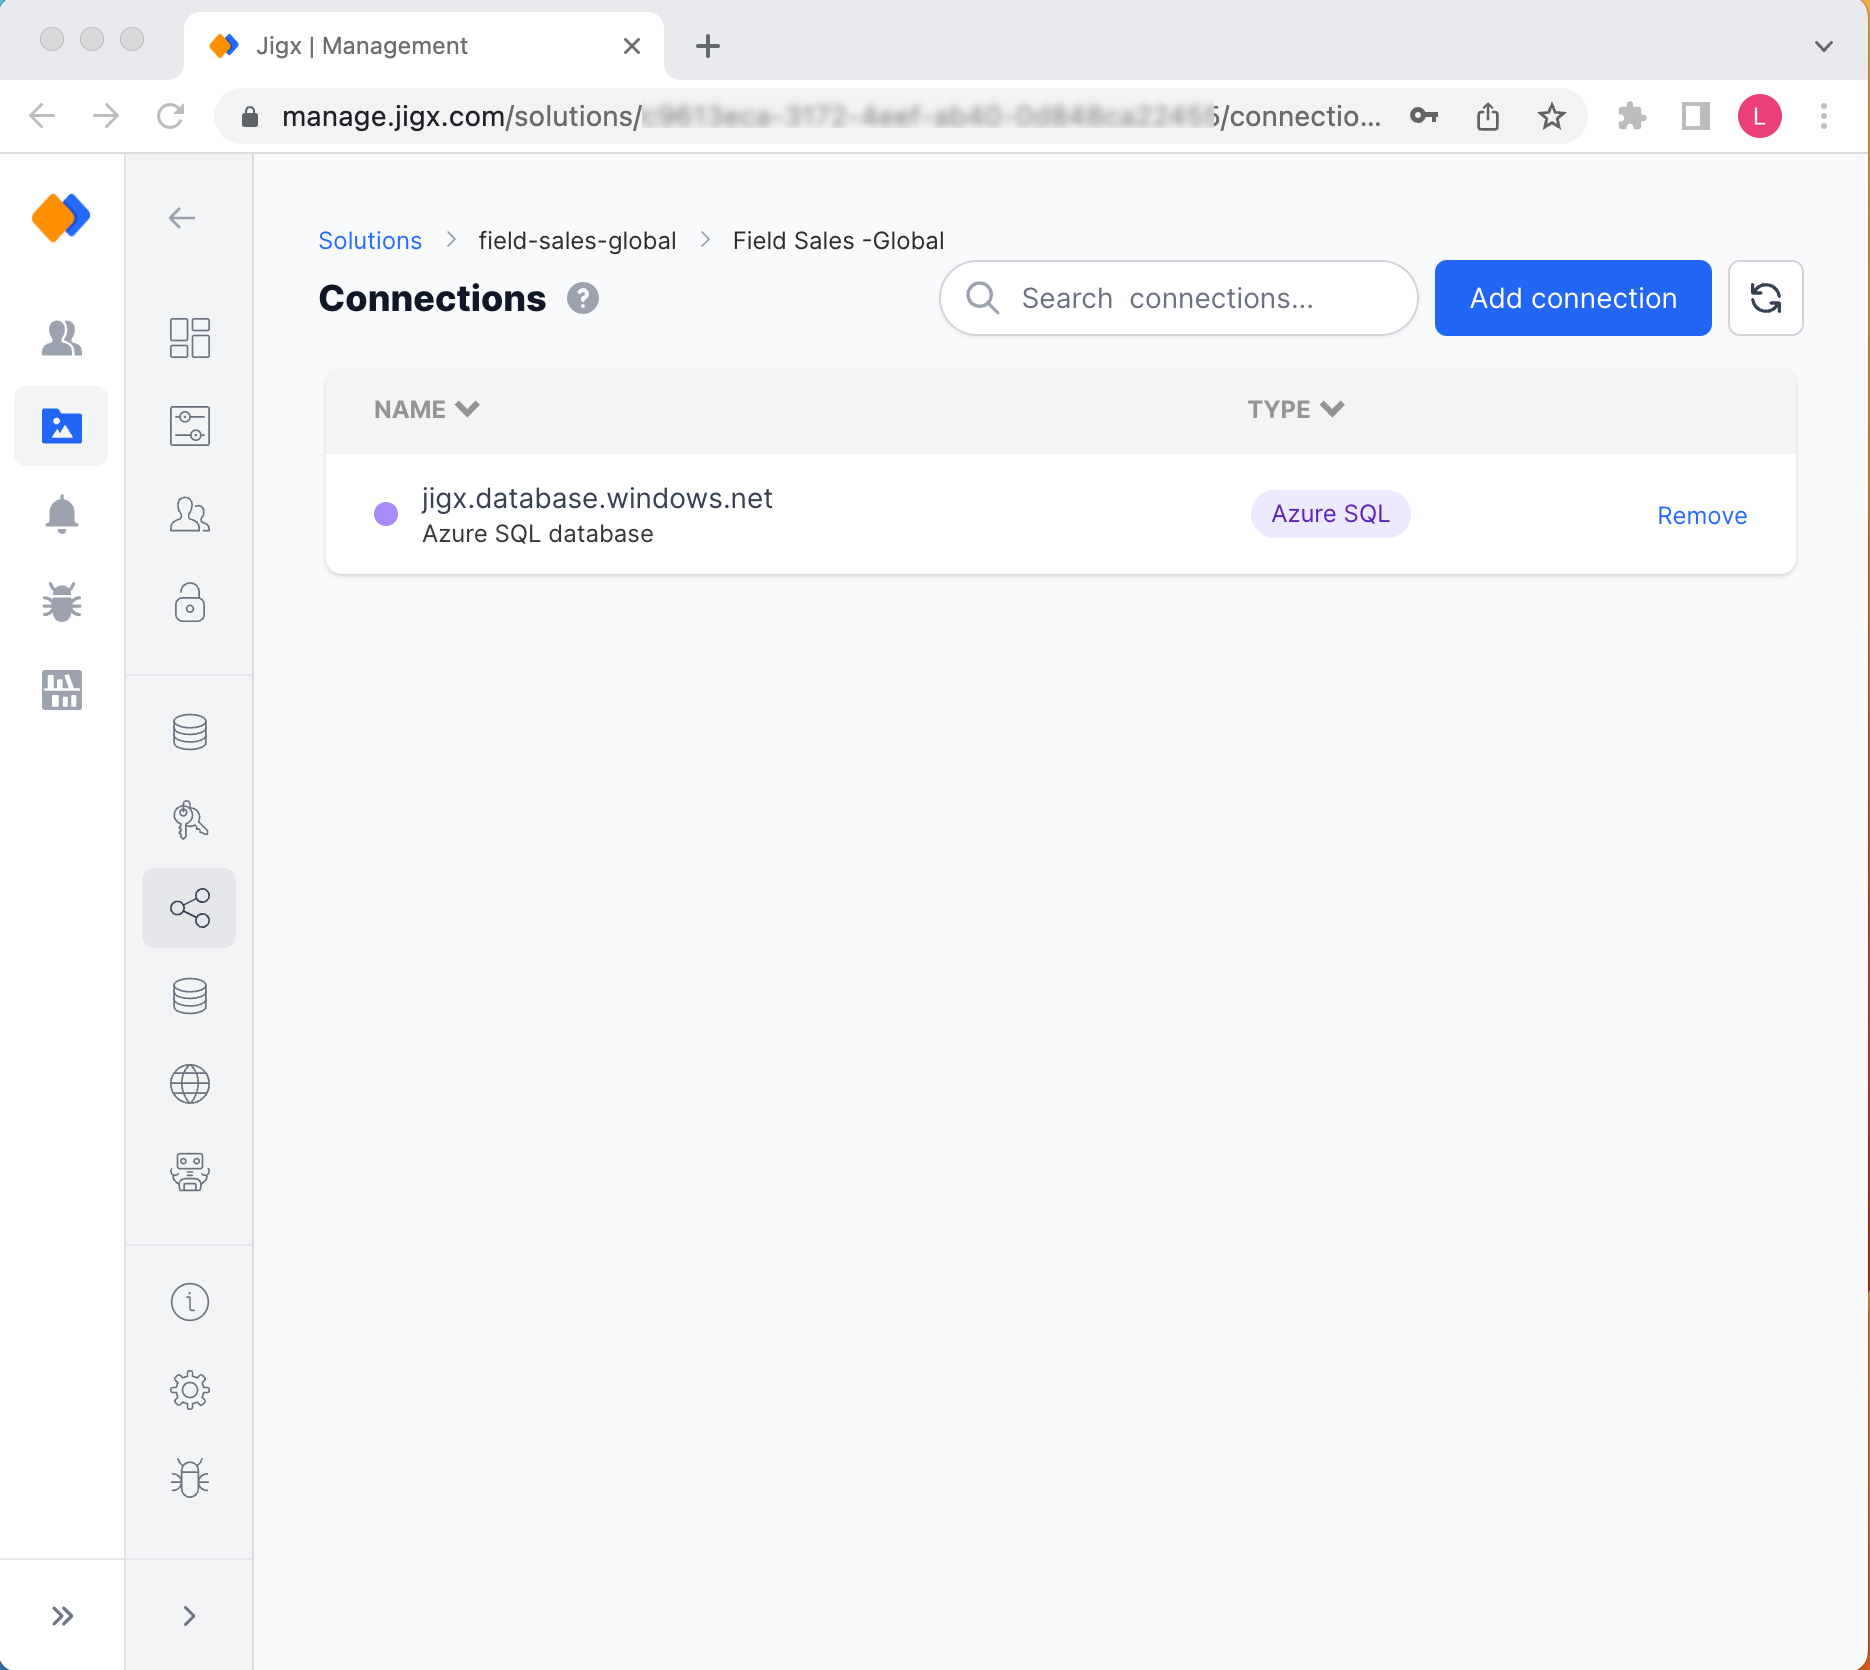 Jigx | Management
manage.jigx.com/solutions/ /connectio...
L
Solutions > field-sales-global > Field Sales -Global
Connections ?
Search connections...
Add connection
NAME
TYPE
jigx.database.windows.net
Azure SQL database
Azure SQL
Remove